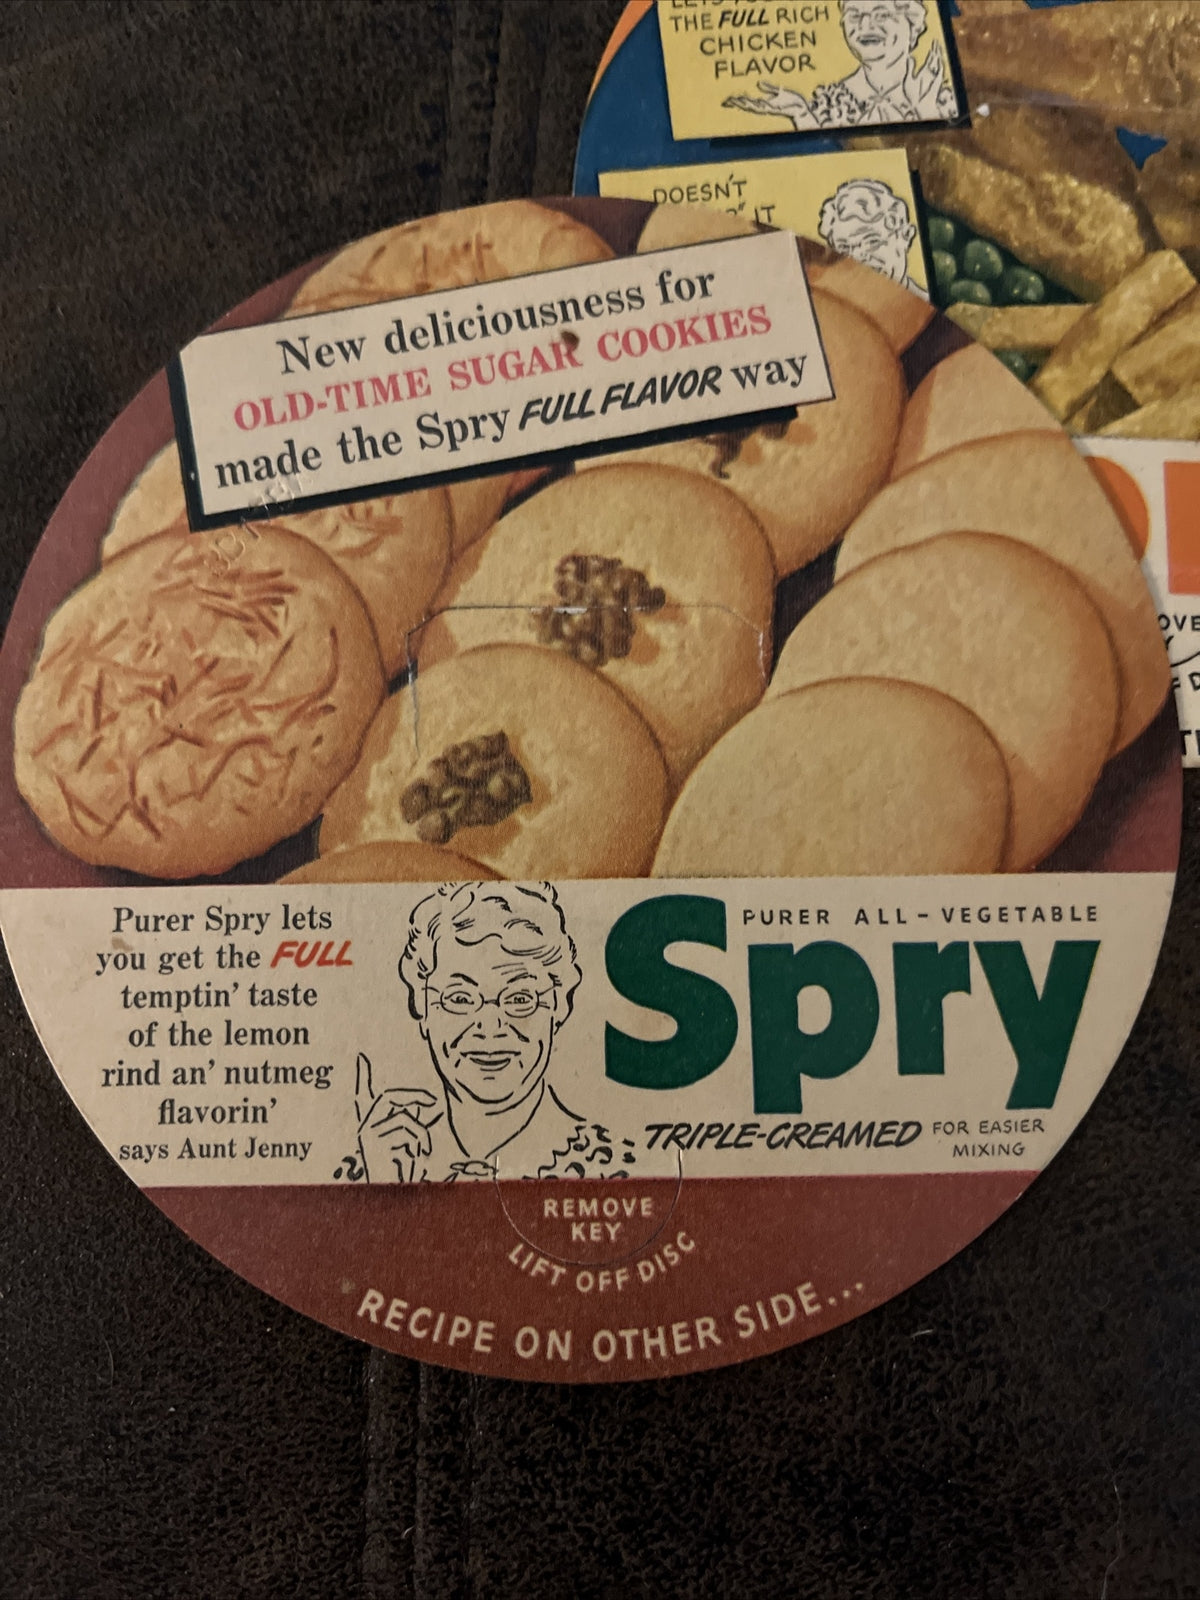 THE FULL RICH
CHICKEN
FLAVOR
DOESN'T
IT
New deliciousness for
OLD-TIME SUGAR COOKIES
made the Spry FULL FLAVOR way
Purer Spry lets
you get the FULL
temptin' taste
of the lemon
rind an' nutmeg
flavorin'
says Aunt Jenny
PURER ALL-VEGETABLE
Spry
TRIPLE-CREAMED FOR EASIER
MIXING
REMOVE
KEY
LIFT OFF DISC
RECIPE ON OTHER SIDE...